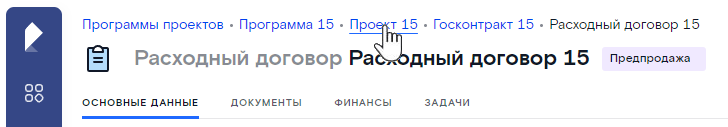 Программы проектов • Программа 15 • Проект 15 • Госконтракт 15 • Расходный договор 15
Расходный договор Расходный договор 15 Предпродажа
ОСНОВНЫЕ ДАННЫЕ ДОКУМЕНТЫ ФИНАНСЫ ЗАДАЧИ